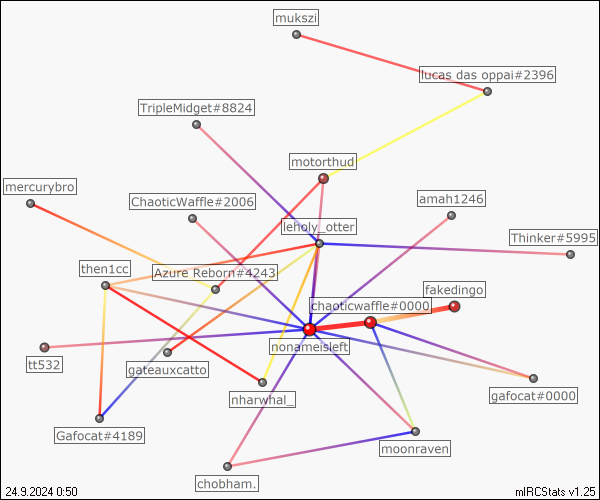 mukszi
lucas das oppai#2396
TripleMidget#8824
motorthud
mercurybro
ChaoticWaffle#2006
amah1246
leholy_otter
Thinker#5995
then1cc
Azure Reborn#4243
fakedingo
chaoticwaffle#0000
nonameisleft
tt532
gateauxcatto
nharwhal_
gafocat#0000
Gafocat#4189
moonraven
chobham.
24.9.2024 0:50
mIRCStats v1.25